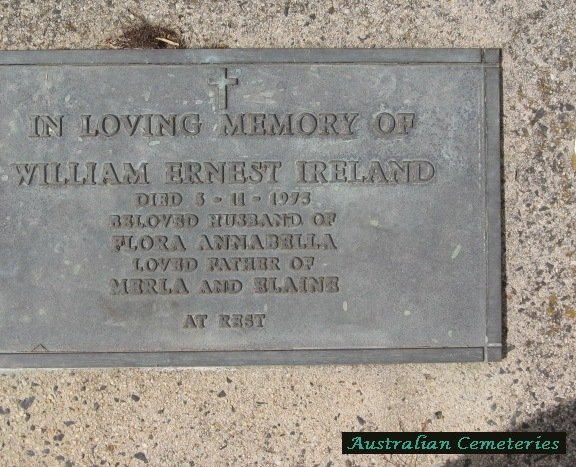 IN LOVING MEMORY OF
WILLIAM ERNEST IRELAND
DIED 3 - 11 - 1973
BELOVED HUSBAND OF
FLORA ANNABELLA
LOVED FATHER OF
MERLA AND ELAINE
AT REST
Australian Cemeteries